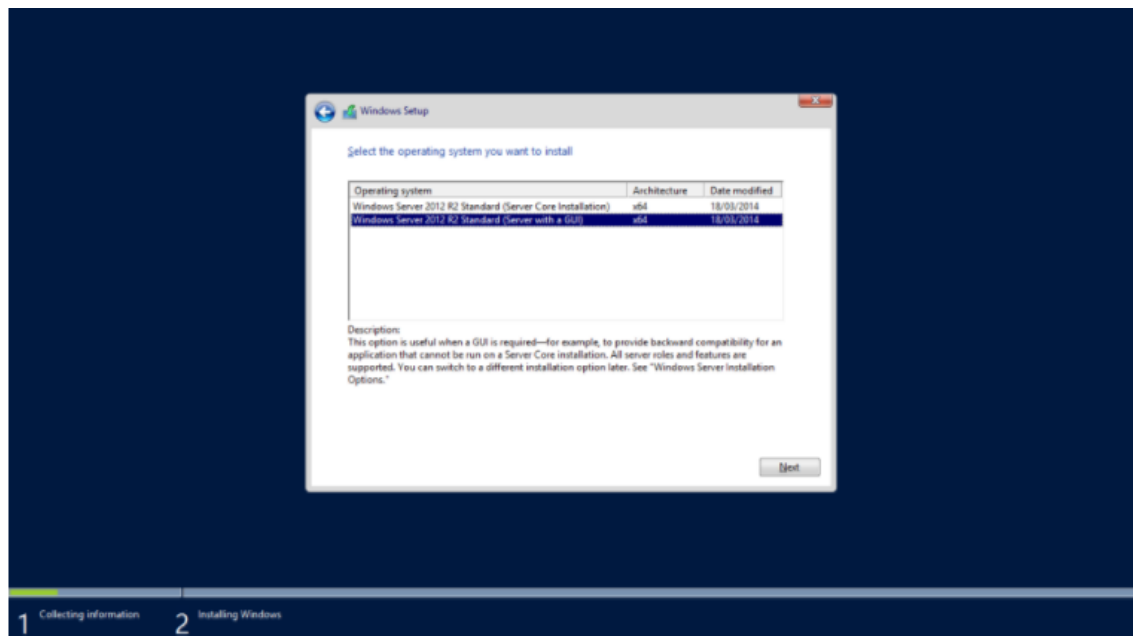 Windows Setup
Select the operating system you want to install
Operating system Architecture Date modified
Windows Server 2012 R2 Standard (Server Core Installation) x64 18/03/2014
Windows Server 2012 R2 Standard (Server with a GUI) x64 18/03/2014
Description:
This option is useful when a GUI is required—for example, to provide backward compatibility for an
application that cannot be run on a Server Core installation. All server roles and features are
supported. You can switch to a different installation option later. See "Windows Server Installation
Options."
Next
1 Collecting information 2 Installing Windows